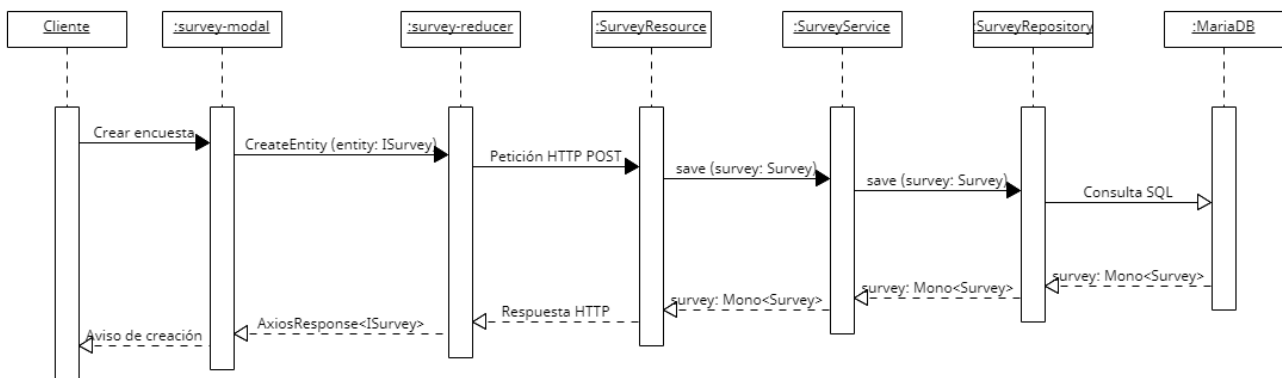 Cliente
:survey-modal
:survey-reducer
:SurveyResource
:SurveyService
:SurveyRepository
:MariaDB
Crear encuesta
CreateEntity (entity: ISurvey)
Petición HTTP POST
save (survey: Survey)
save (survey: Survey)
Consulta SQL
survey: Mono<Survey>
survey: Mono<Survey>
survey: Mono<Survey>
Respuesta HTTP
AxiosResponse<ISurvey>
Aviso de creación